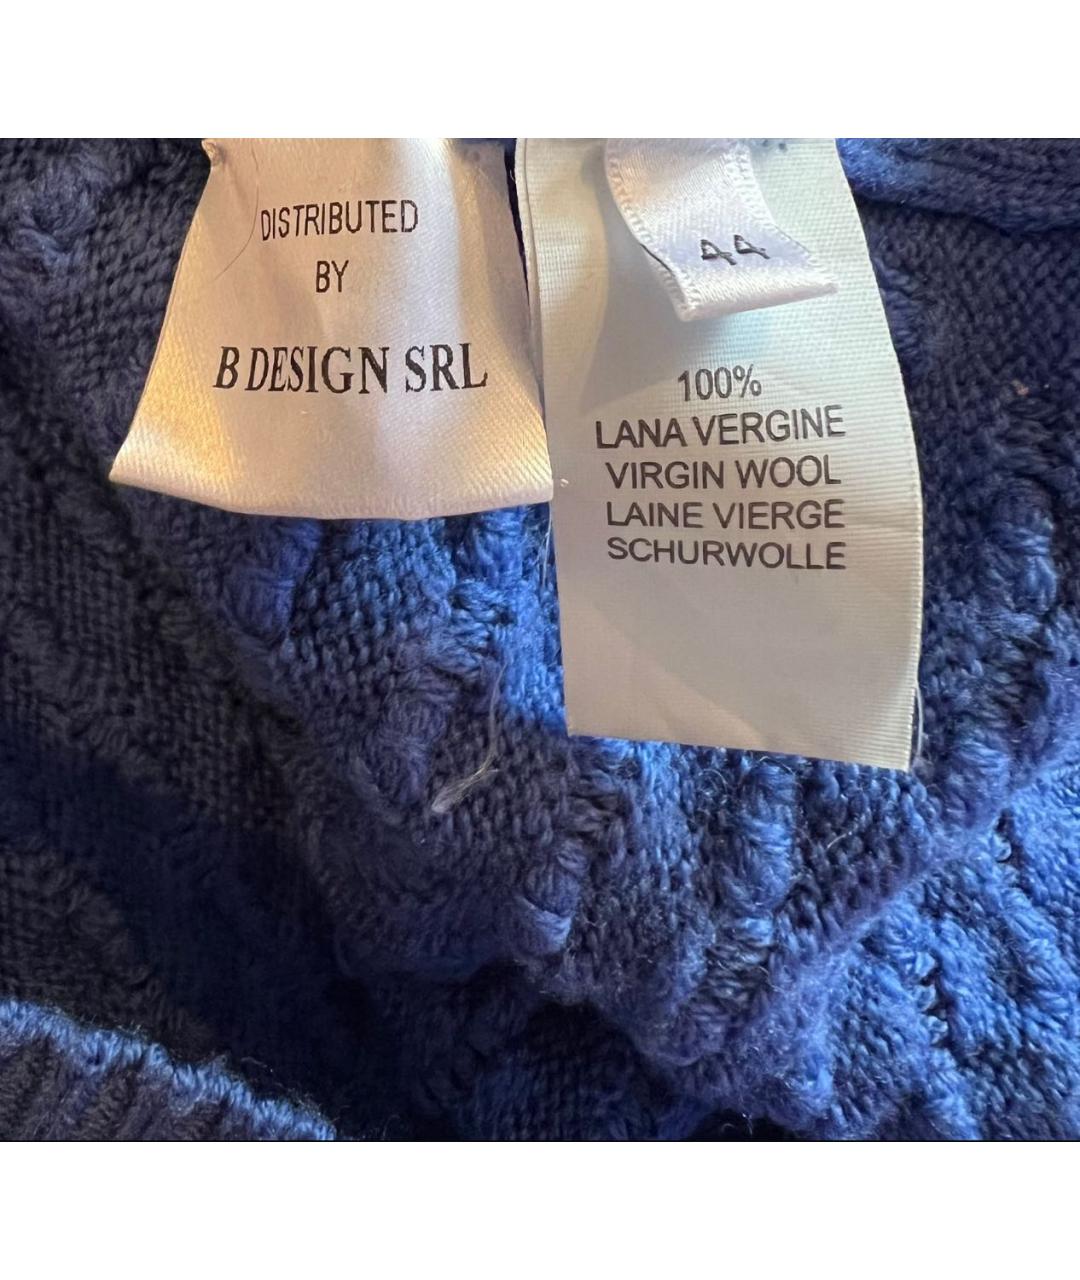 DISTRIBUTED
BY
B DESIGN SRL
44
100%
LANA VERGINE
VIRGIN WOOL
LAINE VIERGE
SCHURWOLLE